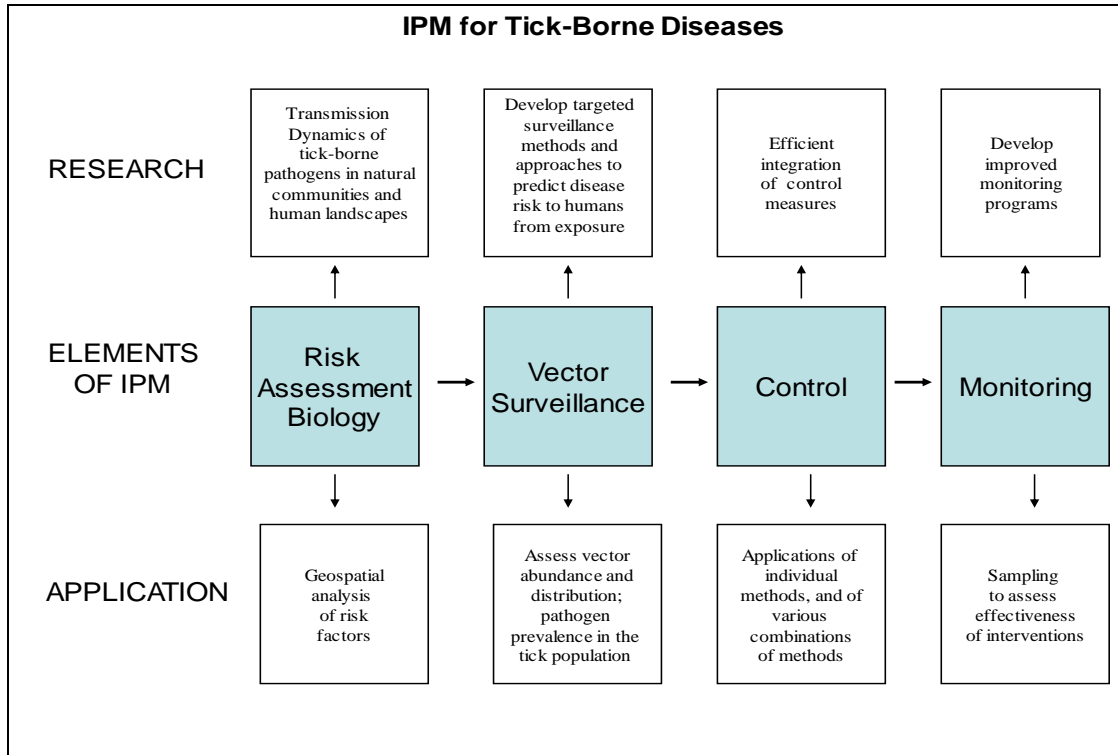 IPM for Tick-Borne Diseases
RESEARCH
Transmission
Dynamics of
tick-borne
pathogens in natural
communities and
human landscapes
Develop targeted
surveillance
methods and
approaches to
predict disease
risk to humans
from exposure
Efficient
integration
of control
measures
Develop
improved
monitoring
programs
ELEMENTS
OF IPM
Risk
Assessment
Biology
Vector
Surveillance
Control
Monitoring
APPLICATION
Geospatial
analysis
of risk
factors
Assess vector
abundance and
distribution;
pathogen
prevalence in the
tick population
Applications of
individual
methods, and of
various
combinations
of methods
Sampling
to assess
effectiveness
of interventions